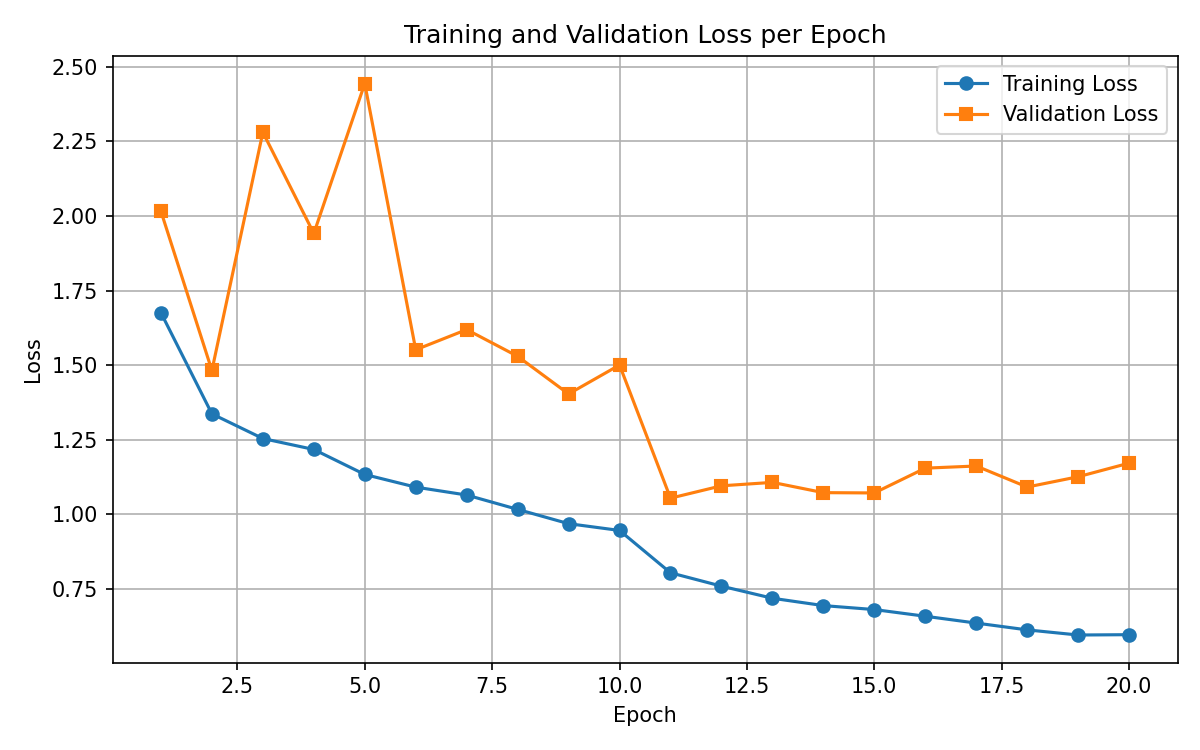 Training and Validation Loss per Epoch
Training Loss
Validation Loss
Loss
2.50
2.25
2.00
1.75
1.50
1.25
1.00
0.75
2.5 5.0 7.5 10.0 12.5 15.0 17.5 20.0
Epoch